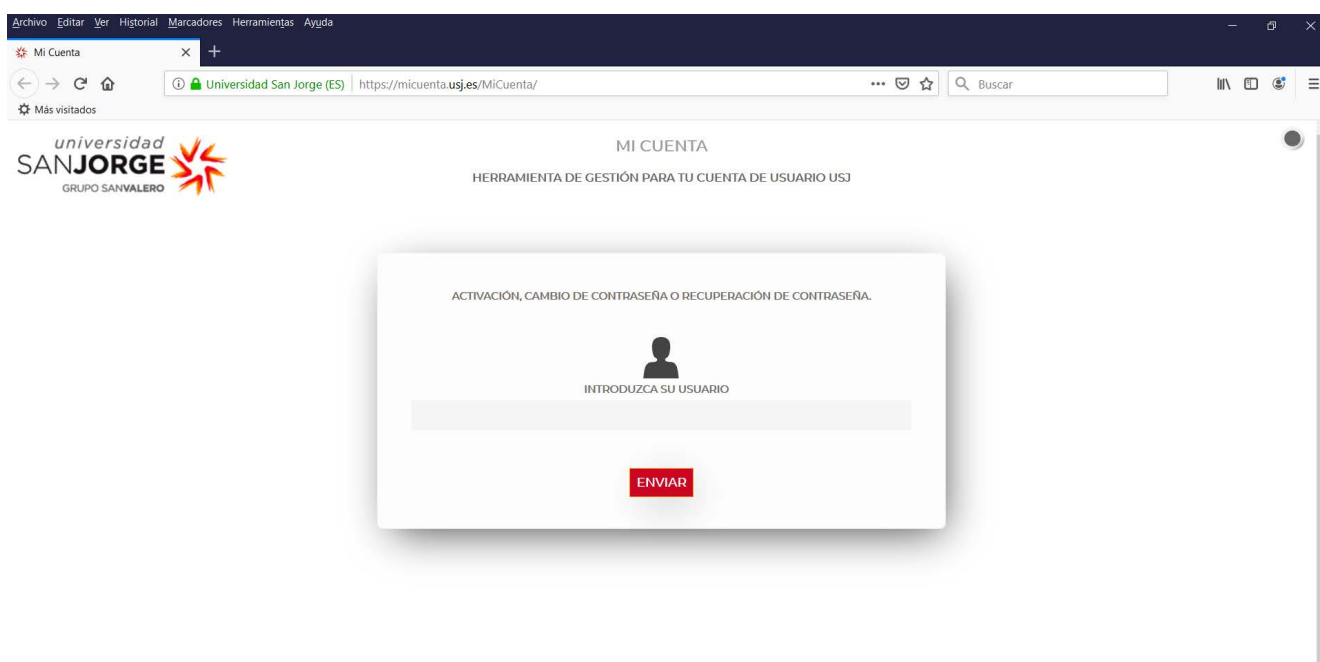 Archivo Editar Ver Historial Marcadores Herramientas Ayuda
Mi Cuenta
Universidad San Jorge (ES) https://micuenta.usj.es/MiCuenta/
Buscar
Más visitados
universidad
SANJORGE
GRUPO SANVALERO
MI CUENTA
HERRAMIENTA DE GESTIÓN PARA TU CUENTA DE USUARIO USJ
ACTIVACIÓN, CAMBIO DE CONTRASEÑA O RECUPERACIÓN DE CONTRASEÑA.
INTRODUZCA SU USUARIO
ENVIAR